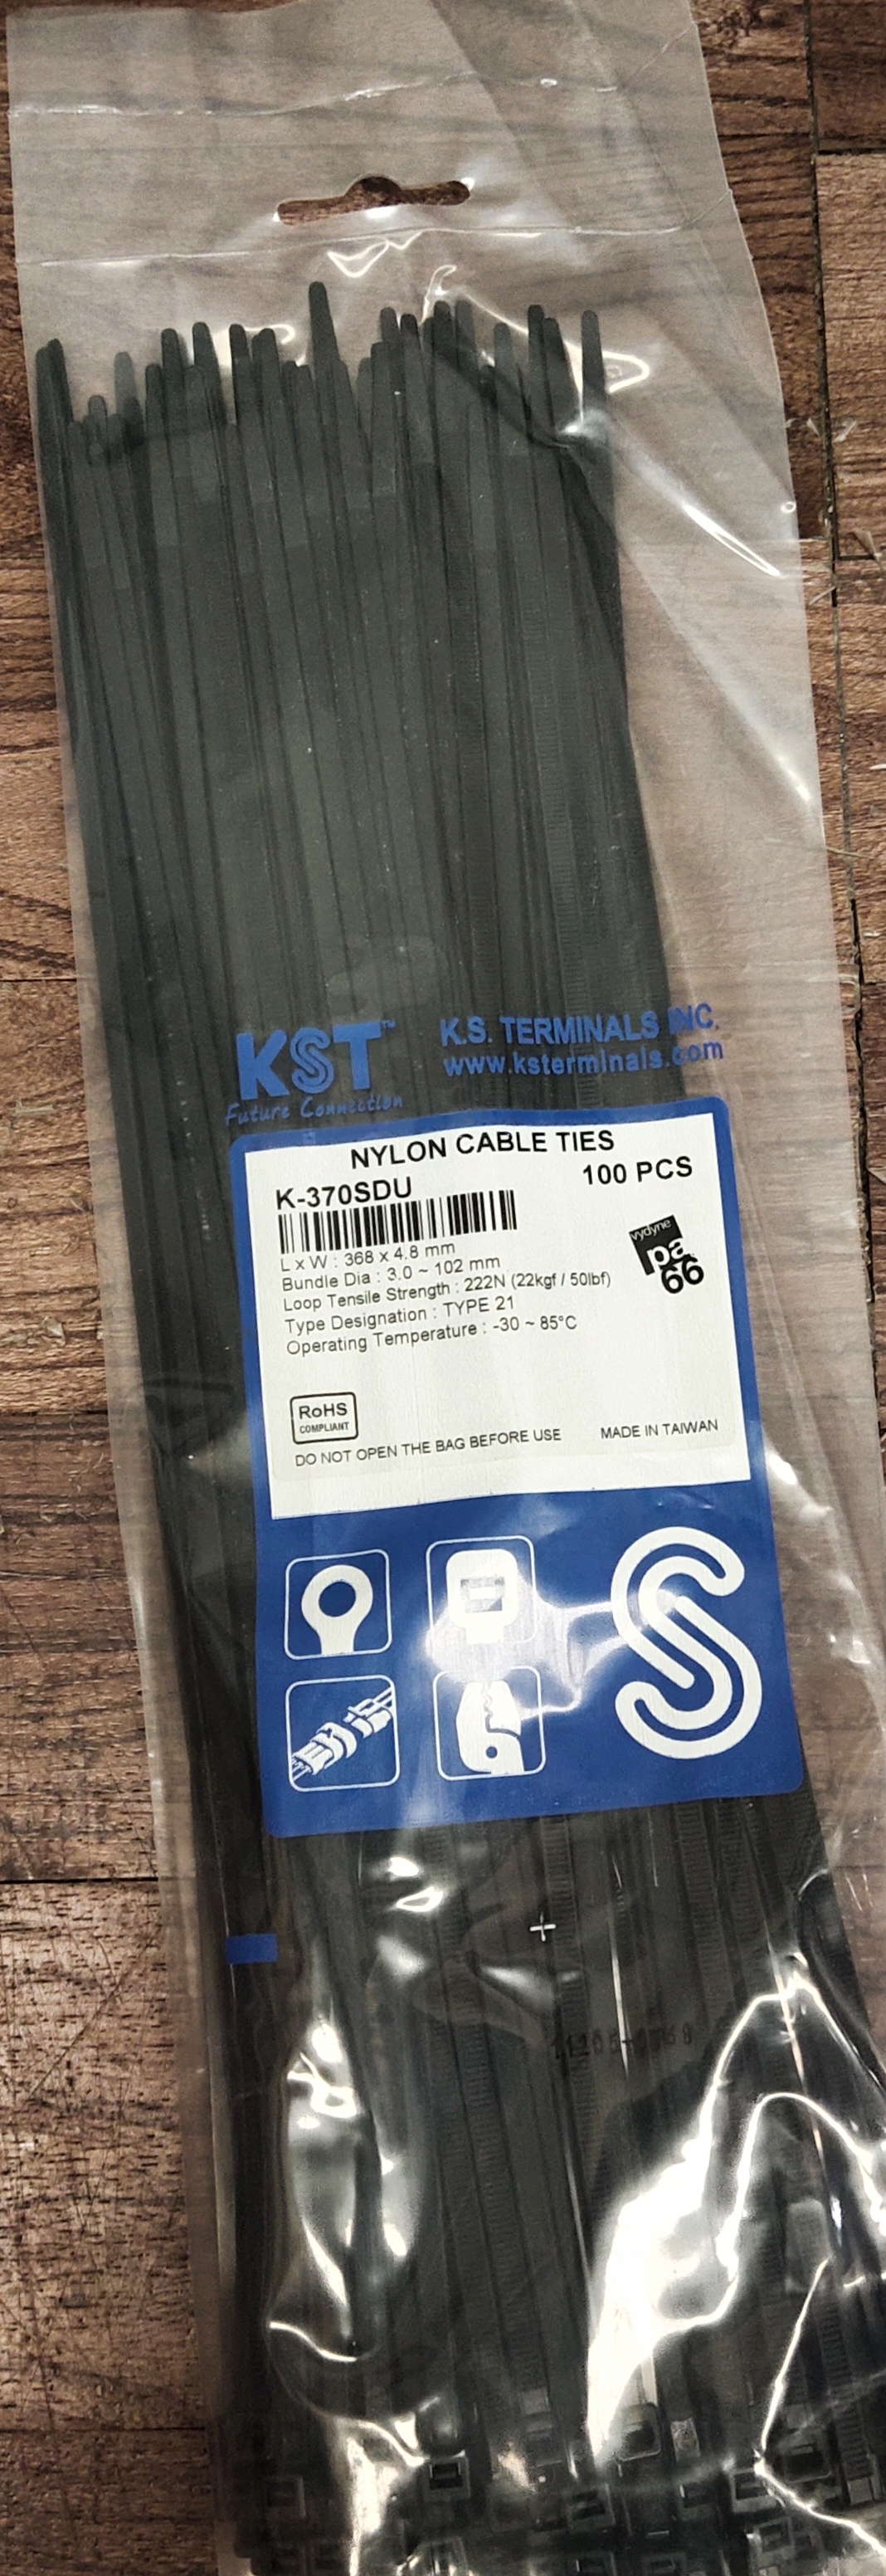 KST™
Future Connection
K.S. TERMINALS INC.
www.ksterminals.com
NYLON CABLE TIES
K-370SDU
100 PCS
L x W : 368 x 4.8 mm
Bundle Dia : 3.0 ~ 102 mm
Loop Tensile Strength : 222N (22kgf / 50lbf)
Type Designation : TYPE 21
Operating Temperature : -30 ~ 85°C
vydyne
pa
66
RoHS
COMPLIANT
DO NOT OPEN THE BAG BEFORE USE
MADE IN TAIWAN